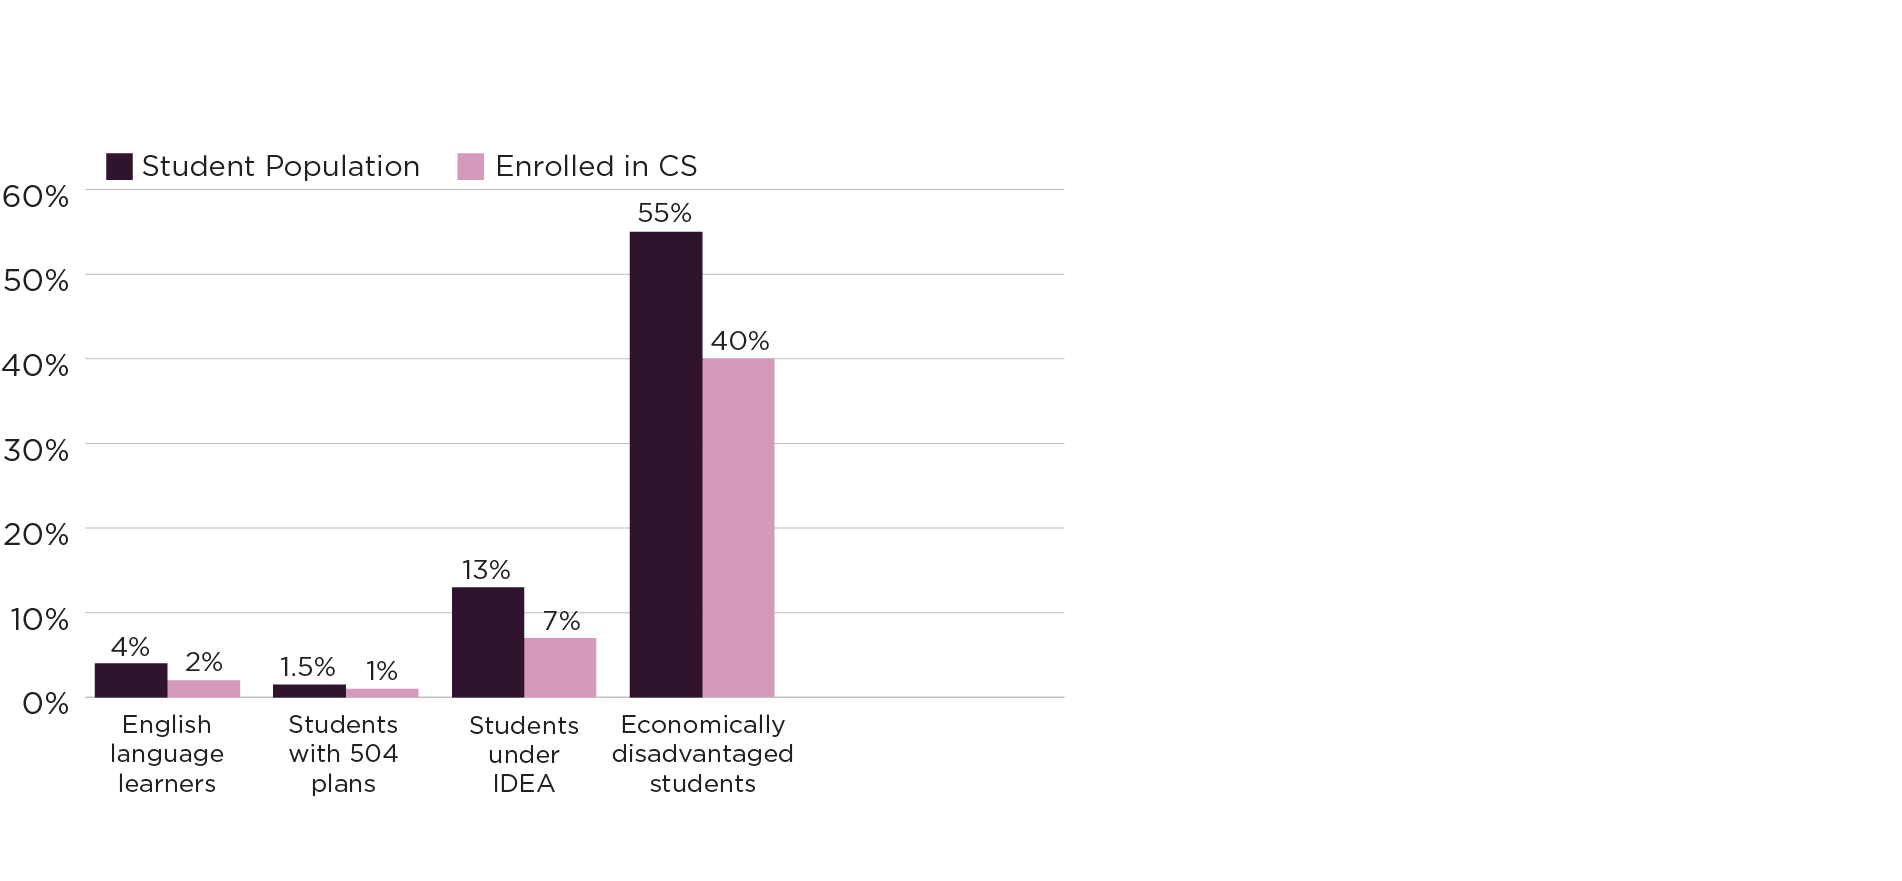 Student Population
Enrolled in CS
60%
50%
40%
30%
20%
10%
0%
4%
2%
1.5%
1%
13%
7%
55%
40%
English
language
learners
Students
with 504
plans
Students
under
IDEA
Economically
disadvantaged
students